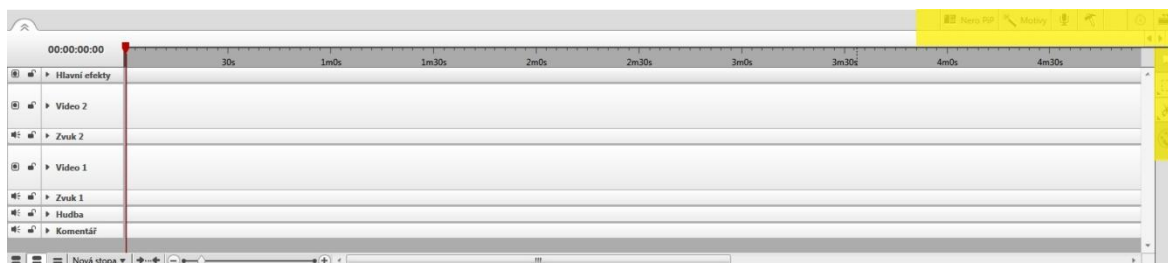 Nero PiP Motivy
00:00:00:00
30s 1m0s 1m30s 2m0s 2m30s 3m0s 3m30s 4m0s 4m30s
Hlavní efekty
Video 2
Zvuk 2
Video 1
Zvuk 1
Hudba
Komentář
Nová stopa